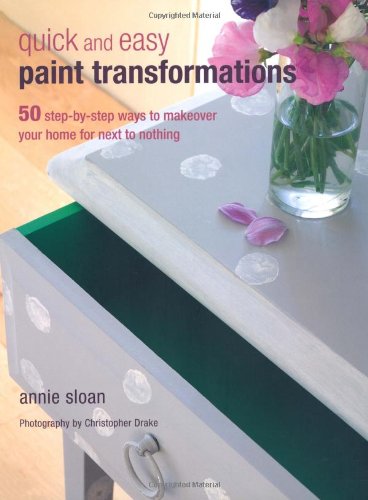 Copyrighted Material
quick and easy
paint transformations
50 step-by-step ways to makeover
your home for next to nothing
annie sloan
Photography by Christopher Drake
Copyrighted Material